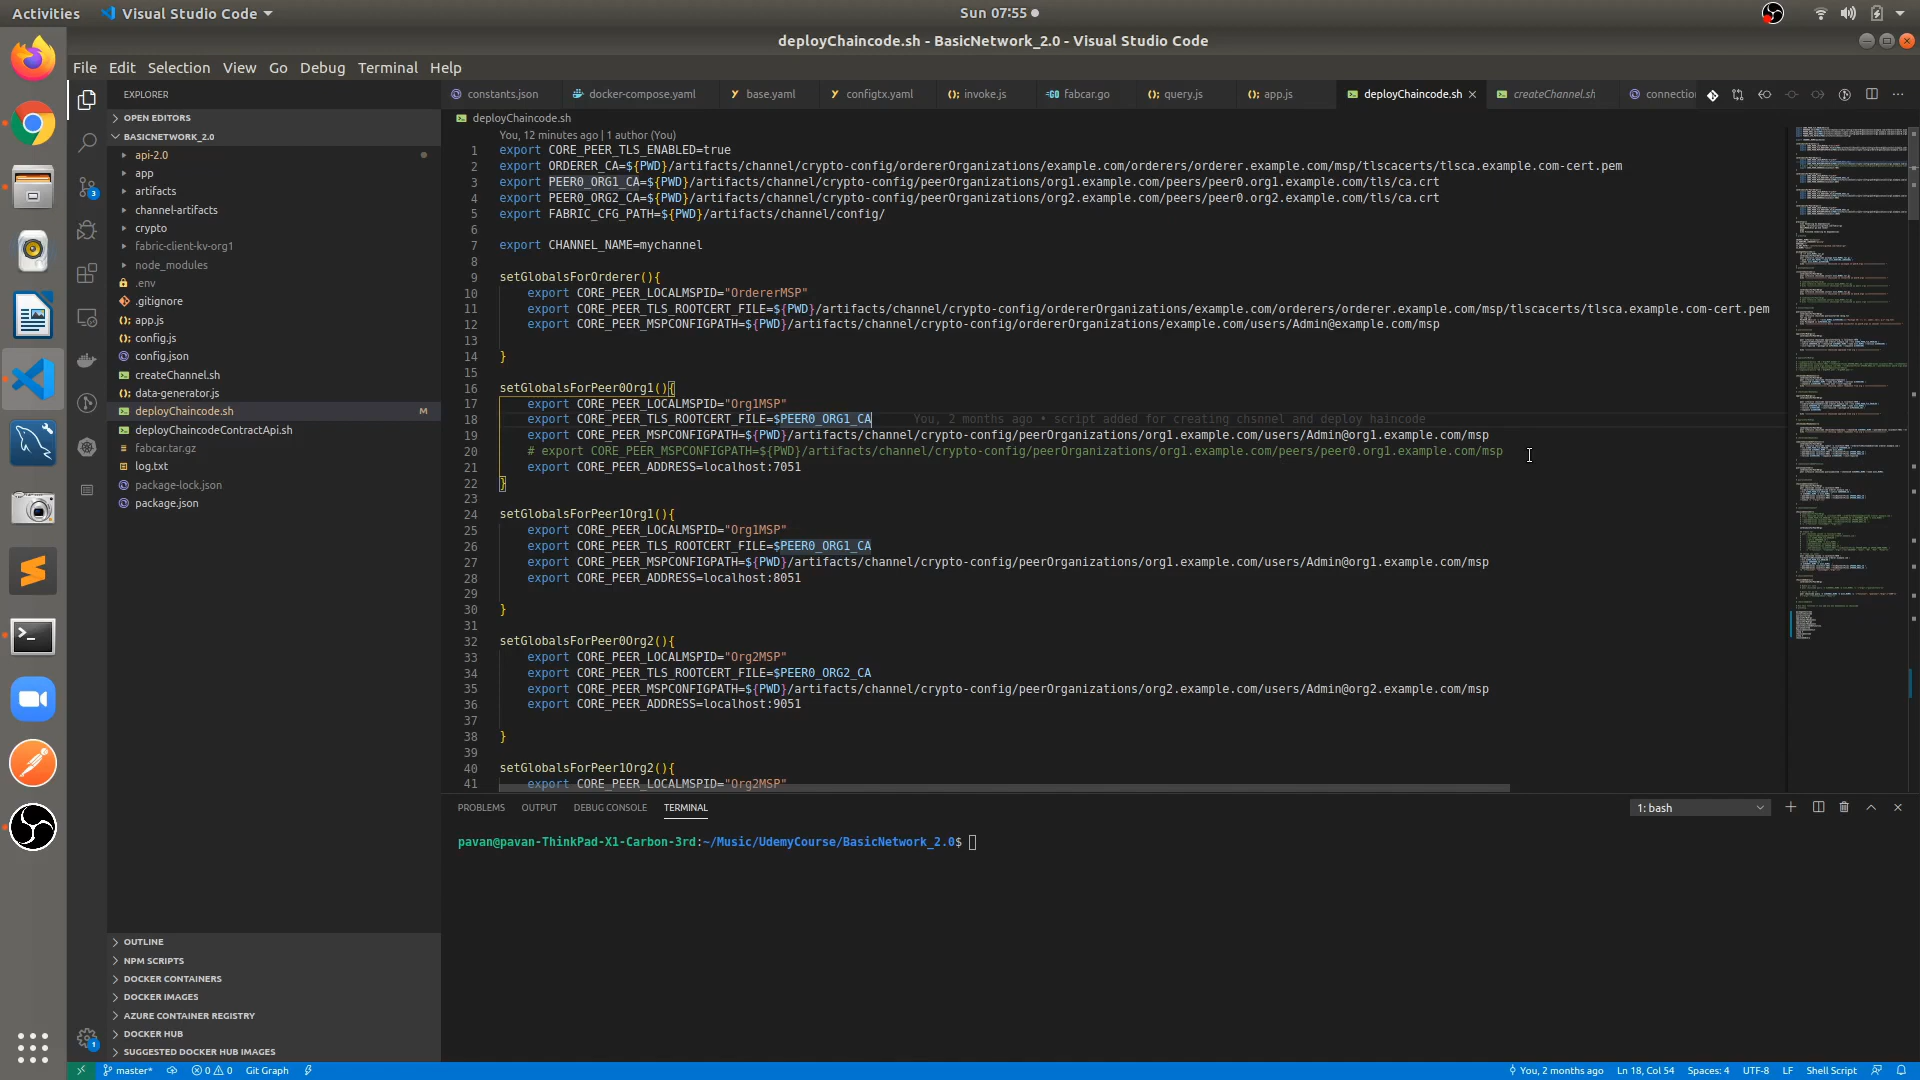 Activities
Visual Studio Code
Sun 07:55
deployChaincode.sh - BasicNetwork_2.0 - Visual Studio Code
File Edit Selection View Go Debug Terminal Help
EXPLORER
OPEN EDITORS
BASICNETWORK_2.0
api-2.0
app
artifacts
channel-artifacts
crypto
fabric-client-kv-org1
node_modules
.env
.gitignore
app.js
config.js
config.json
createChannel.sh
data-generator.js
deployChaincode.sh M
deployChaincodeContractApi.sh
fabcar.tar.gz
log.txt
package-lock.json
package.json
OUTLINE
NPM SCRIPTS
DOCKER CONTAINERS
DOCKER IMAGES
AZURE CONTAINER REGISTRY
DOCKER HUB
SUGGESTED DOCKER HUB IMAGES
constants.json docker-compose.yaml base.yaml configtx.yaml invoke.js fabcar.go query.js app.js deployChaincode.sh createChannel.sh connectio
deployChaincode.sh
You, 12 minutes ago | 1 author (You)
1 export CORE_PEER_TLS_ENABLED=true
2 export ORDERER_CA=${PWD}/artifacts/channel/crypto-config/ordererOrganizations/example.com/orderers/orderer.example.com/msp/tlscacerts/tlsca.example.com-cert.pem
3 export PEER0_ORG1_CA=${PWD}/artifacts/channel/crypto-config/peerOrganizations/org1.example.com/peers/peer0.org1.example.com/tls/ca.crt
4 export PEER0_ORG2_CA=${PWD}/artifacts/channel/crypto-config/peerOrganizations/org2.example.com/peers/peer0.org2.example.com/tls/ca.crt
5 export FABRIC_CFG_PATH=${PWD}/artifacts/channel/config/
6
7 export CHANNEL_NAME=mychannel
8
9 setGlobalsForOrderer(){
10 export CORE_PEER_LOCALMSPID="OrdererMSP"
11 export CORE_PEER_TLS_ROOTCERT_FILE=${PWD}/artifacts/channel/crypto-config/ordererOrganizations/example.com/orderers/orderer.example.com/msp/tlscacerts/tlsca.example.com-cert.pem
12 export CORE_PEER_MSPCONFIGPATH=${PWD}/artifacts/channel/crypto-config/ordererOrganizations/example.com/users/Admin@example.com/msp
13
14 }
15
16 setGlobalsForPeer0Org1(){
17 export CORE_PEER_LOCALMSPID="Org1MSP"
18 export CORE_PEER_TLS_ROOTCERT_FILE=$PEER0_ORG1_CA You, 2 months ago • script added for creating chsnnel and deploy haincode
19 export CORE_PEER_MSPCONFIGPATH=${PWD}/artifacts/channel/crypto-config/peerOrganizations/org1.example.com/users/Admin@org1.example.com/msp
20 # export CORE_PEER_MSPCONFIGPATH=${PWD}/artifacts/channel/crypto-config/peerOrganizations/org1.example.com/peers/peer0.org1.example.com/msp
21 export CORE_PEER_ADDRESS=localhost:7051
22 }
23
24 setGlobalsForPeer1Org1(){
25 export CORE_PEER_LOCALMSPID="Org1MSP"
26 export CORE_PEER_TLS_ROOTCERT_FILE=$PEER0_ORG1_CA
27 export CORE_PEER_MSPCONFIGPATH=${PWD}/artifacts/channel/crypto-config/peerOrganizations/org1.example.com/users/Admin@org1.example.com/msp
28 export CORE_PEER_ADDRESS=localhost:8051
29
30 }
31
32 setGlobalsForPeer0Org2(){
33 export CORE_PEER_LOCALMSPID="Org2MSP"
34 export CORE_PEER_TLS_ROOTCERT_FILE=$PEER0_ORG2_CA
35 export CORE_PEER_MSPCONFIGPATH=${PWD}/artifacts/channel/crypto-config/peerOrganizations/org2.example.com/users/Admin@org2.example.com/msp
36 export CORE_PEER_ADDRESS=localhost:9051
37
38 }
39
40 setGlobalsForPeer1Org2(){
41 export CORE_PEER_LOCALMSPID="Org2MSP"
PROBLEMS OUTPUT DEBUG CONSOLE TERMINAL
1: bash
pavan@pavan-ThinkPad-X1-Carbon-3rd:~/Music/UdemyCourse/BasicNetwork_2.0$
master* 0 0 Git Graph
You, 2 months ago Ln 18, Col 54 Spaces: 4 UTF-8 LF Shell Script